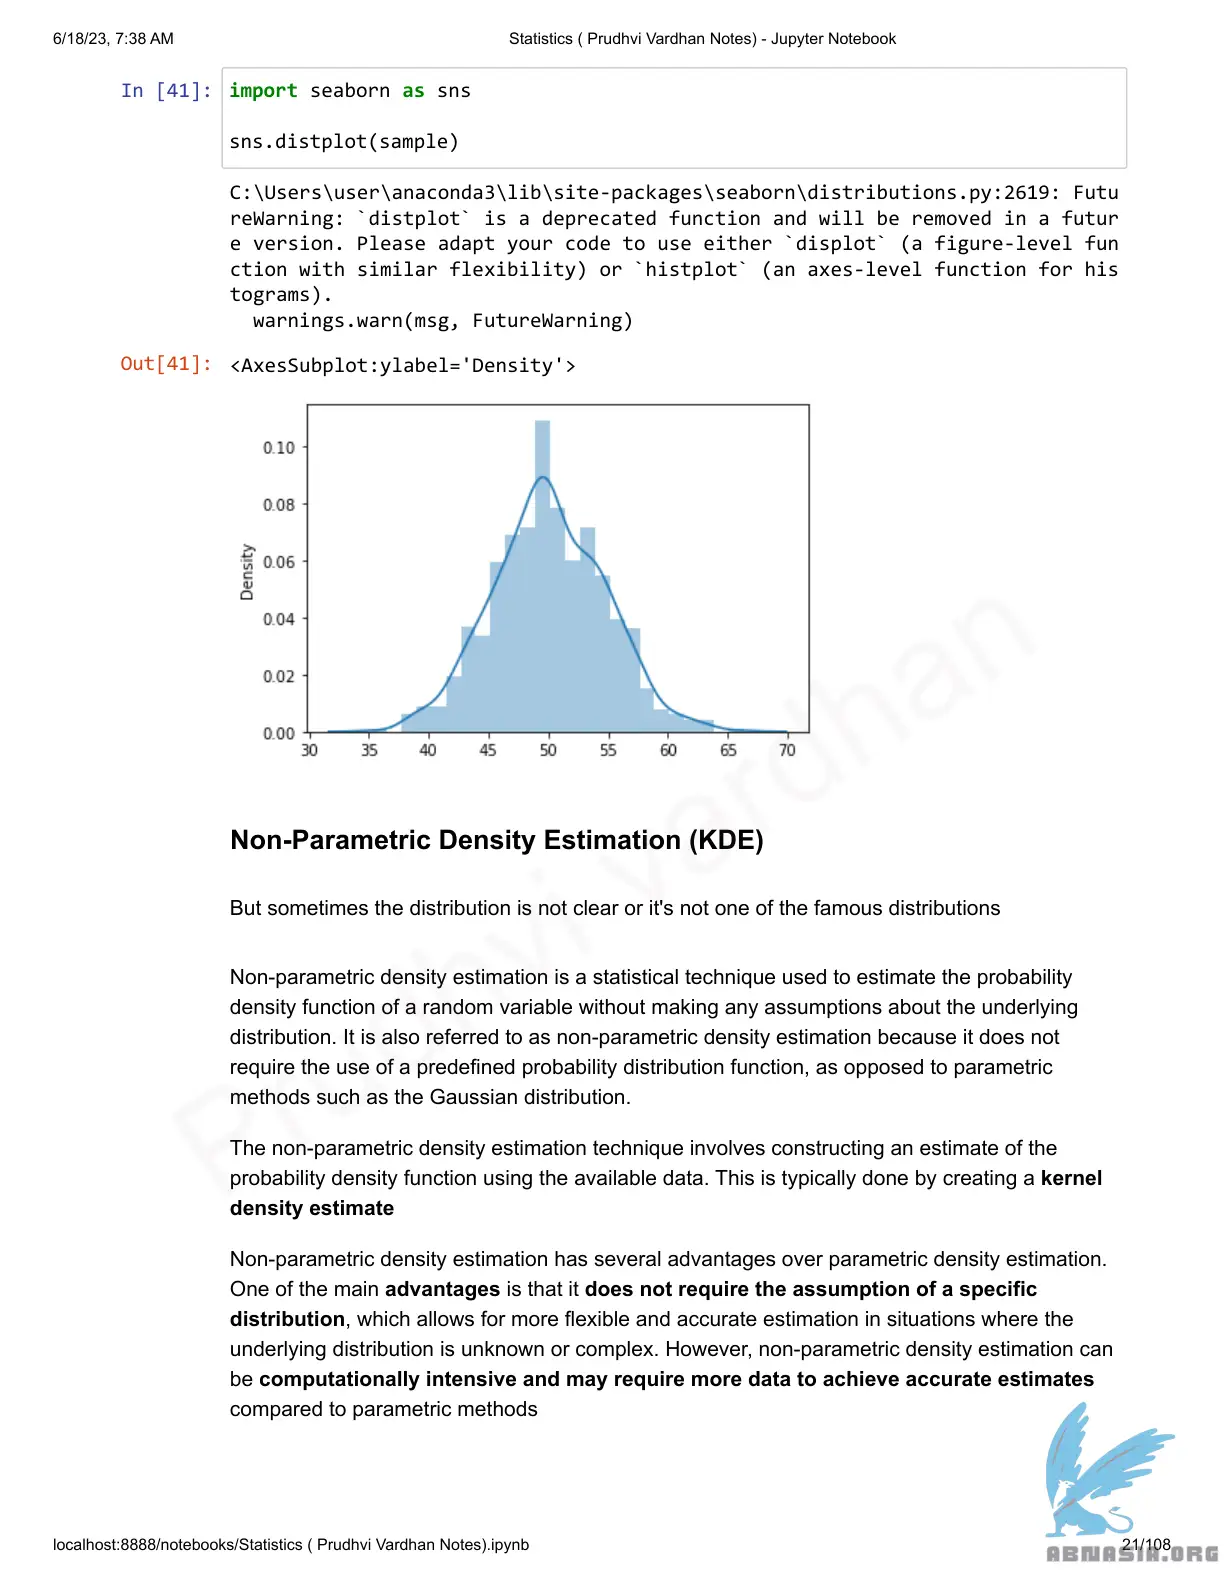 6/18/23, 7:38 AM
Statistics ( Prudhvi Vardhan Notes) - Jupyter Notebook
In [41]: import seaborn as sns
sns.distplot(sample)
C:\Users\user\anaconda3\lib\site-packages\seaborn\distributions.py:2619: Futu
reWarning: `distplot` is a deprecated function and will be removed in a futur
e version. Please adapt your code to use either `displot` (a figure-level fun
ction with similar flexibility) or `histplot` (an axes-level function for his
tograms).
warnings.warn(msg, FutureWarning)
Out[41]: <AxesSubplot:ylabel='Density'>
0.10
0.08
0.06
0.04
0.02
0.00
Density
30 35 40 45 50 55 60 65 70
Prudhvi vardhan
Non-Parametric Density Estimation (KDE)
But sometimes the distribution is not clear or it's not one of the famous distributions
Non-parametric density estimation is a statistical technique used to estimate the probability
density function of a random variable without making any assumptions about the underlying
distribution. It is also referred to as non-parametric density estimation because it does not
require the use of a predefined probability distribution function, as opposed to parametric
methods such as the Gaussian distribution.
The non-parametric density estimation technique involves constructing an estimate of the
probability density function using the available data. This is typically done by creating a kernel
density estimate
Non-parametric density estimation has several advantages over parametric density estimation.
One of the main advantages is that it does not require the assumption of a specific
distribution, which allows for more flexible and accurate estimation in situations where the
underlying distribution is unknown or complex. However, non-parametric density estimation can
be computationally intensive and may require more data to achieve accurate estimates
compared to parametric methods
localhost:8888/notebooks/Statistics ( Prudhvi Vardhan Notes).ipynb
21/108
ABNASIA.ORG